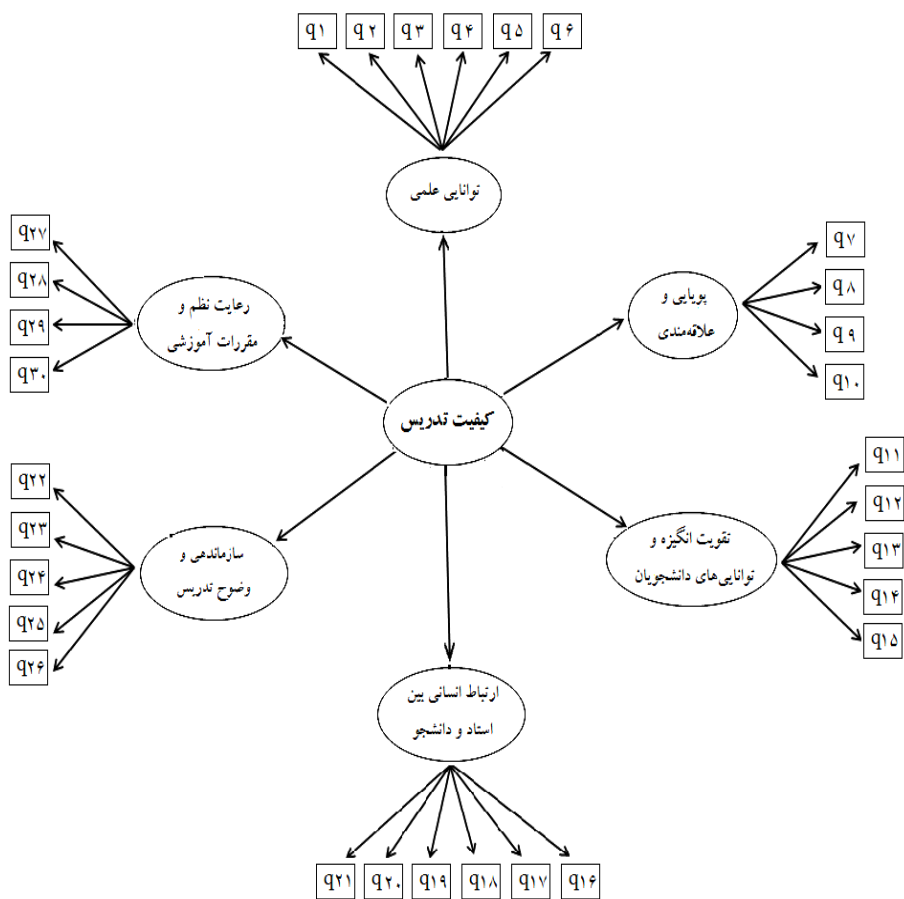 q۱ q۲ q۳ q۴ q۵ q۶
توانایی علمی
q۷
q۸
q۹
q۱۰
پویایی و
علاقه‌مندی
q۲۷
q۲۸
q۲۹
q۳۰
رعایت نظم و
مقررات آموزشی
کیفیت تدریس
q۱۱
q۱۲
q۱۳
q۱۴
q۱۵
تقویت انگیزه و
توانایی‌های دانشجویان
q۲۲
q۲۳
q۲۴
q۲۵
q۲۶
سازماندهی و
وضوح تدریس
ارتباط انسانی بین
استاد و دانشجو
q۲۱ q۲۰ q۱۹ q۱۸ q۱۷ q۱۶